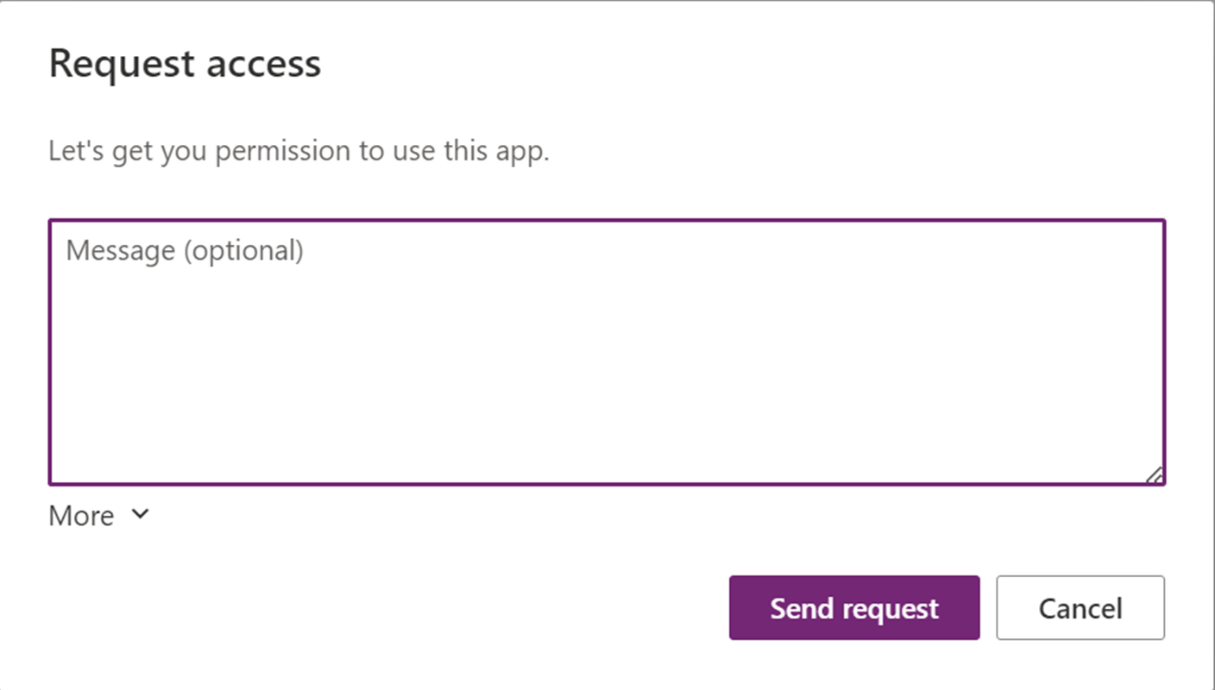 Request access
Let's get you permission to use this app.
Message (optional)
More
Send request
Cancel